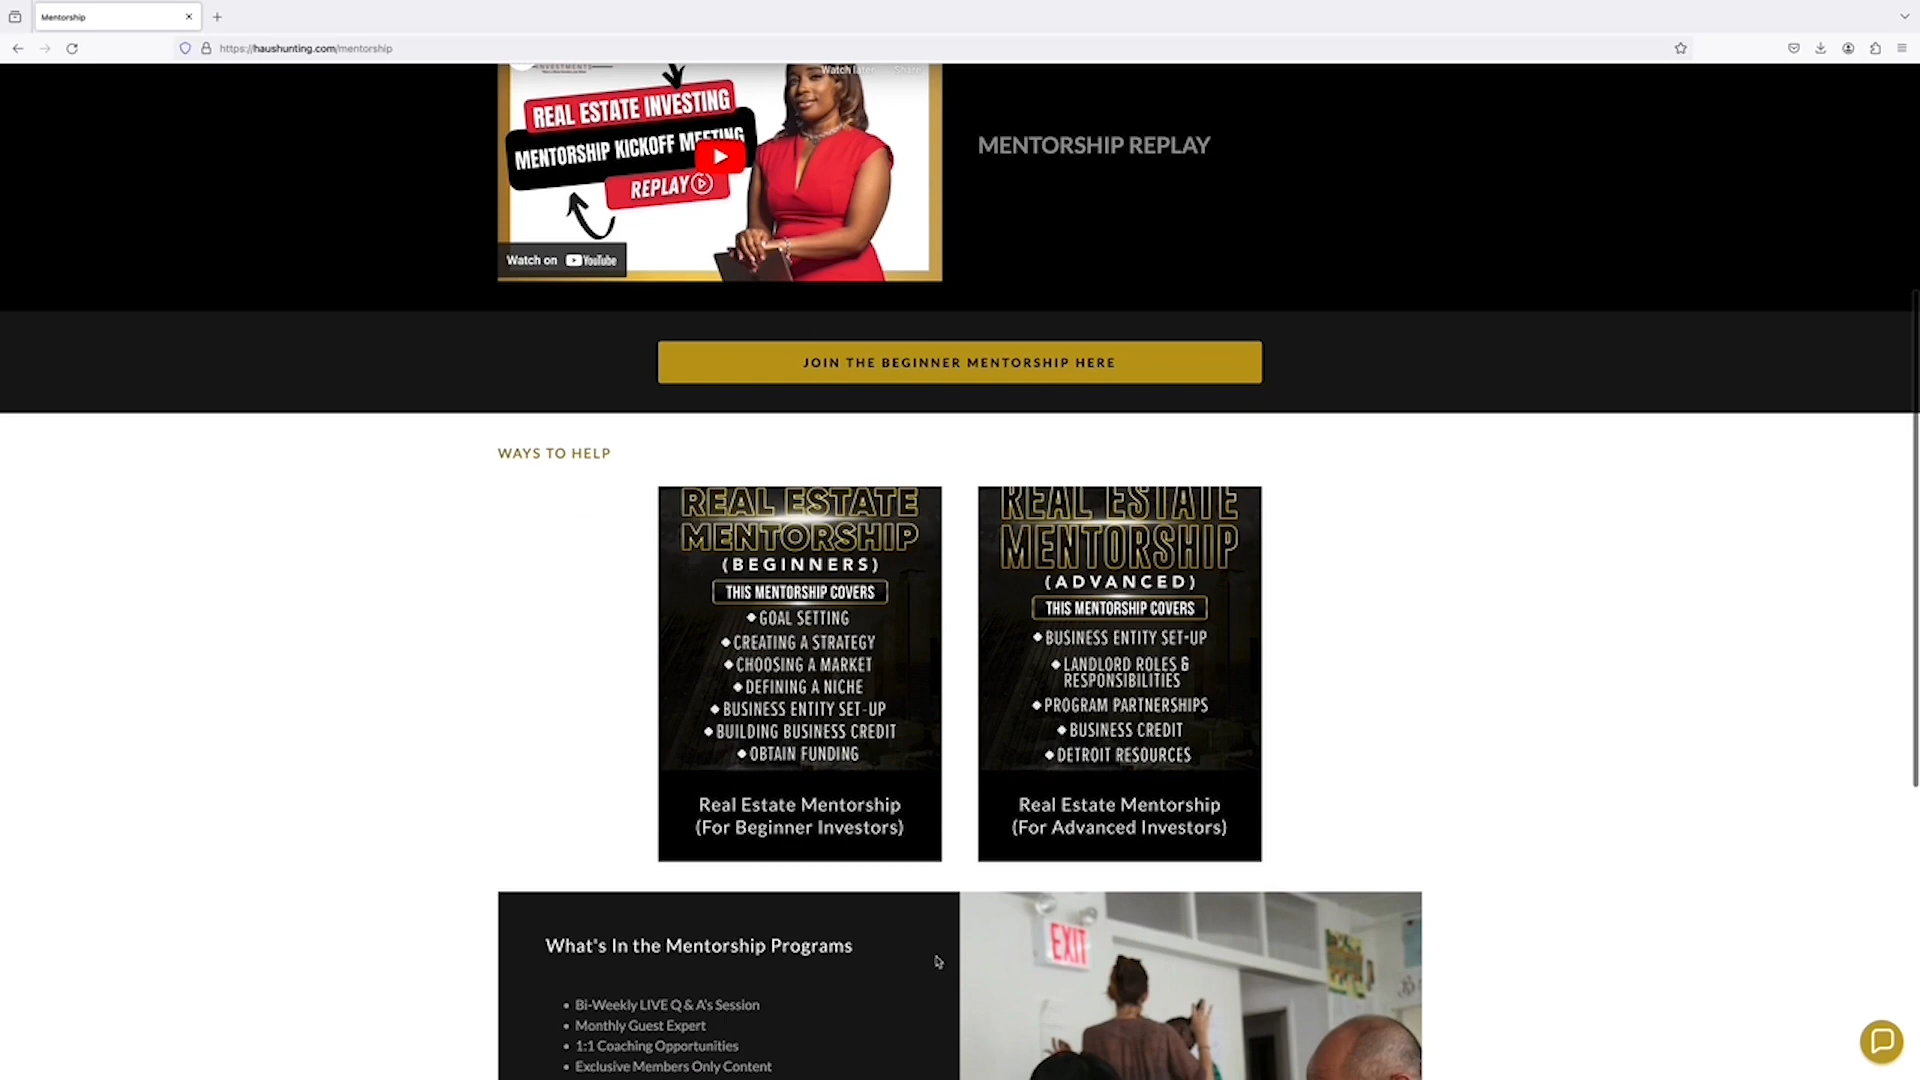 Mentorship
https://haushunting.com/mentorship
INVESTMENTS
Watch later
Share
REAL ESTATE INVESTING
MENTORSHIP KICKOFF MEETING
REPLAY
Watch on YouTube
MENTORSHIP REPLAY
JOIN THE BEGINNER MENTORSHIP HERE
WAYS TO HELP
REAL ESTATE
MENTORSHIP
(BEGINNERS)
THIS MENTORSHIP COVERS
GOAL SETTING
CREATING A STRATEGY
CHOOSING A MARKET
DEFINING A NICHE
BUSINESS ENTITY SET-UP
BUILDING BUSINESS CREDIT
OBTAIN FUNDING
Real Estate Mentorship
(For Beginner Investors)
REAL ESTATE
MENTORSHIP
(ADVANCED)
THIS MENTORSHIP COVERS
BUSINESS ENTITY SET-UP
LANDLORD ROLES &
RESPONSIBILITIES
PROGRAM PARTNERSHIPS
BUSINESS CREDIT
DETROIT RESOURCES
Real Estate Mentorship
(For Advanced Investors)
What's In the Mentorship Programs
• Bi-Weekly LIVE Q & A's Session
• Monthly Guest Expert
• 1:1 Coaching Opportunities
• Exclusive Members Only Content
EXIT